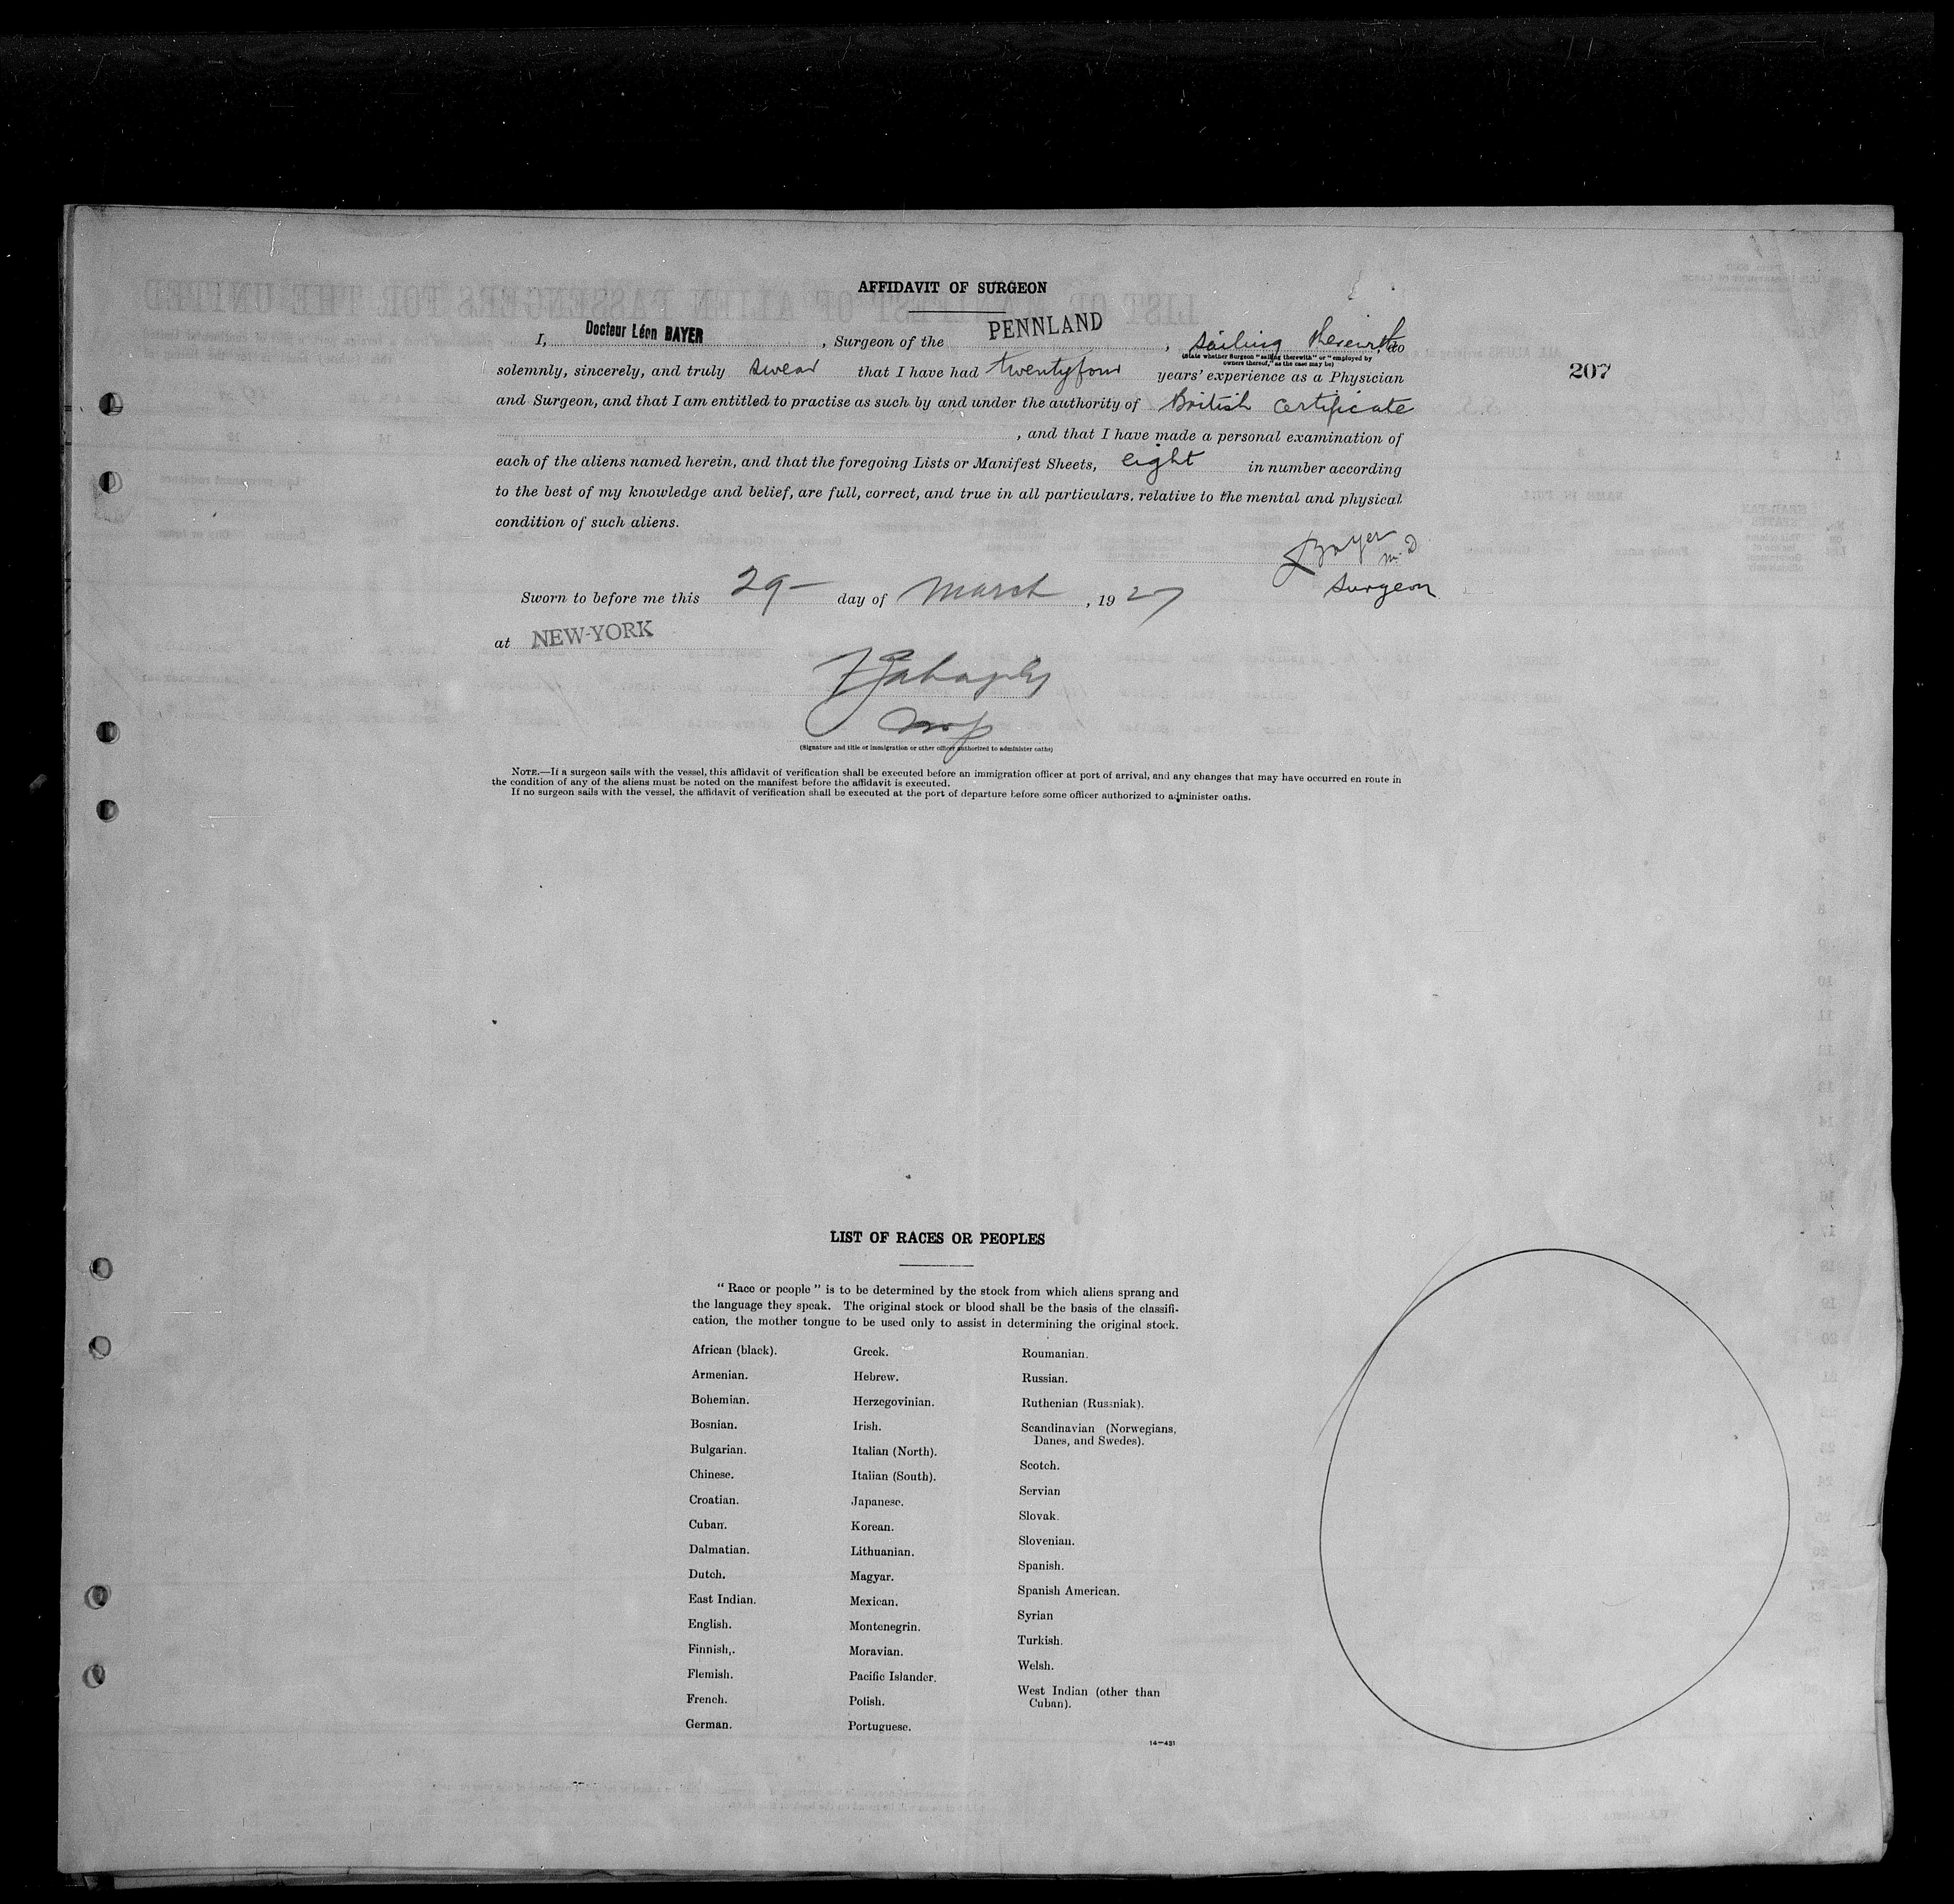 AFFIDAVIT OF SURGEON
I, Docteur Léon BAYER, Surgeon of the PENNLAND, sailing therewith, do
(State whether Surgeon "sailing therewith" or "employed by
owners thereof," as the case may be)
207
solemnly, sincerely, and truly swear that I have had twentyfour years' experience as a Physician
and Surgeon, and that I am entitled to practise as such by and under the authority of British Certificate
, and that I have made a personal examination of
each of the aliens named herein, and that the foregoing Lists or Manifest Sheets, eight in number according
to the best of my knowledge and belief, are full, correct, and true in all particulars, relative to the mental and physical
condition of such aliens.
LBayer M.D
Surgeon
Sworn to before me this 29- day of March, 1927
at NEW-YORK
(Signature and title of immigration or other officer authorized to administer oaths)
NOTE.—If a surgeon sails with the vessel, this affidavit of verification shall be executed before an immigration officer at port of arrival, and any changes that may have occurred en route in
the condition of any of the aliens must be noted on the manifest before the affidavit is executed.
If no surgeon sails with the vessel, the affidavit of verification shall be executed at the port of departure before some officer authorized to administer oaths.
LIST OF RACES OR PEOPLES
"Race or people" is to be determined by the stock from which aliens sprang and
the language they speak. The original stock or blood shall be the basis of the classifi-
cation, the mother tongue to be used only to assist in determining the original stock.
African (black).
Armenian.
Bohemian.
Bosnian.
Bulgarian.
Chinese.
Croatian.
Cuban.
Dalmatian.
Dutch.
East Indian.
English.
Finnish,.
Flemish.
French.
German.
Greek.
Hebrew.
Herzegovinian.
Irish.
Italian (North).
Italian (South).
Japanese.
Korean.
Lithuanian.
Magyar.
Mexican.
Montenegrin.
Moravian.
Pacific Islander.
Polish.
Portuguese.
Roumanian.
Russian.
Ruthenian (Russniak).
Scandinavian (Norwegians,
Danes, and Swedes).
Scotch.
Servian
Slovak.
Slovenian.
Spanish.
Spanish American.
Syrian
Turkish.
Welsh.
West Indian (other than
Cuban).
14—431